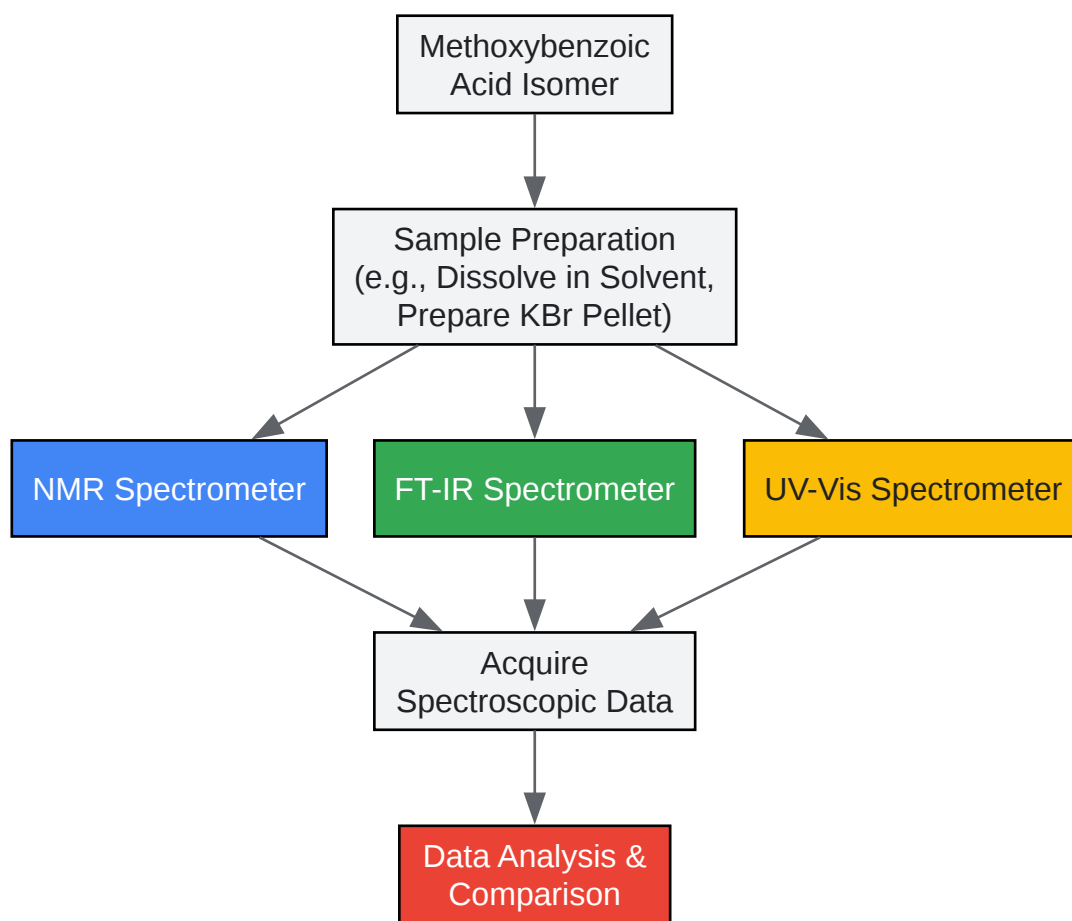 Methoxybenzoic
Acid Isomer
Sample Preparation
(e.g., Dissolve in Solvent,
Prepare KBr Pellet)
NMR Spectrometer
FT-IR Spectrometer
UV-Vis Spectrometer
Acquire
Spectroscopic Data
Data Analysis &
Comparison